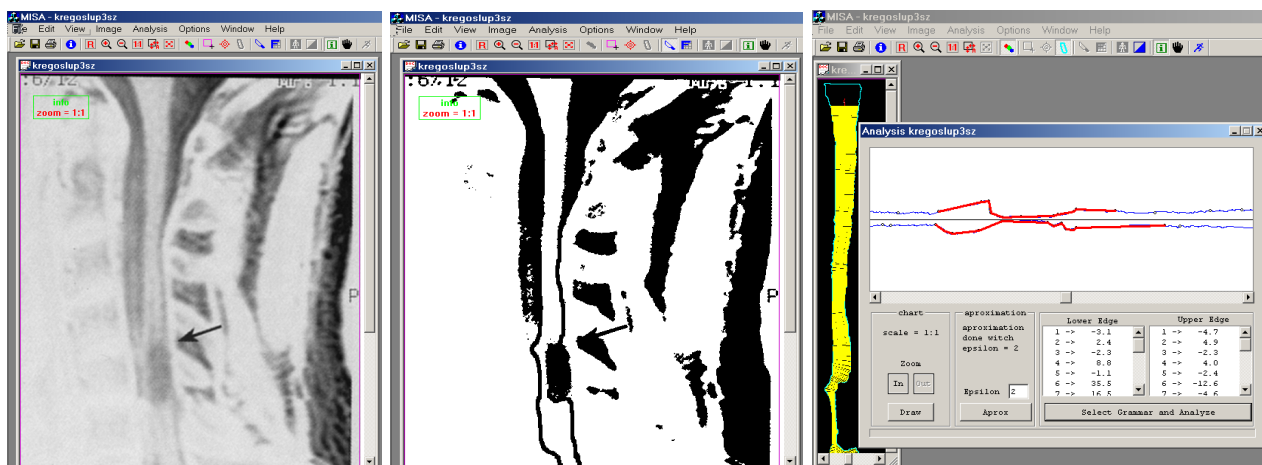 MISA - kregoslup3sz
File Edit View Image Analysis Options Window Help
kregoslup3sz
info
zoom = 1:1
P
MISA - kregoslup3sz
File Edit View Image Analysis Options Window Help
kregoslup3sz
info
zoom = 1:1
P
MISA - kregoslup3sz
File Edit View Image Analysis Options Window Help
kre...
Analysis kregoslup3sz
chart
scale = 1:1
Zoom
In Out
Draw
aproximation
aproximation
done witch
epsilon = 2
Epsilon 2
Aprox
Lower Edge
1 -> -3.1
2 -> 2.4
3 -> -2.3
4 -> 8.8
5 -> -1.1
6 -> 35.5
7 -> 16.5
Upper Edge
1 -> -4.7
2 -> 4.9
3 -> -2.3
4 -> 4.0
5 -> -2.4
6 -> -12.6
7 -> -4.6
Select Grammar and Analyze